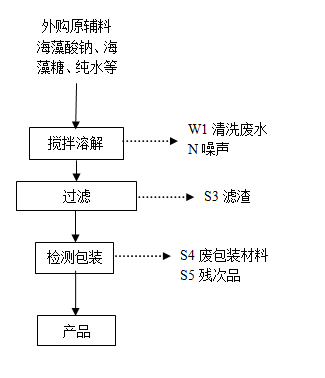 外购原辅料
海藻酸钠、海
藻糖、纯水等
搅拌溶解
W1 清洗废水
N 噪声
过滤
S3 滤渣
检测包装
S4 废包装材料
S5 残次品
产品